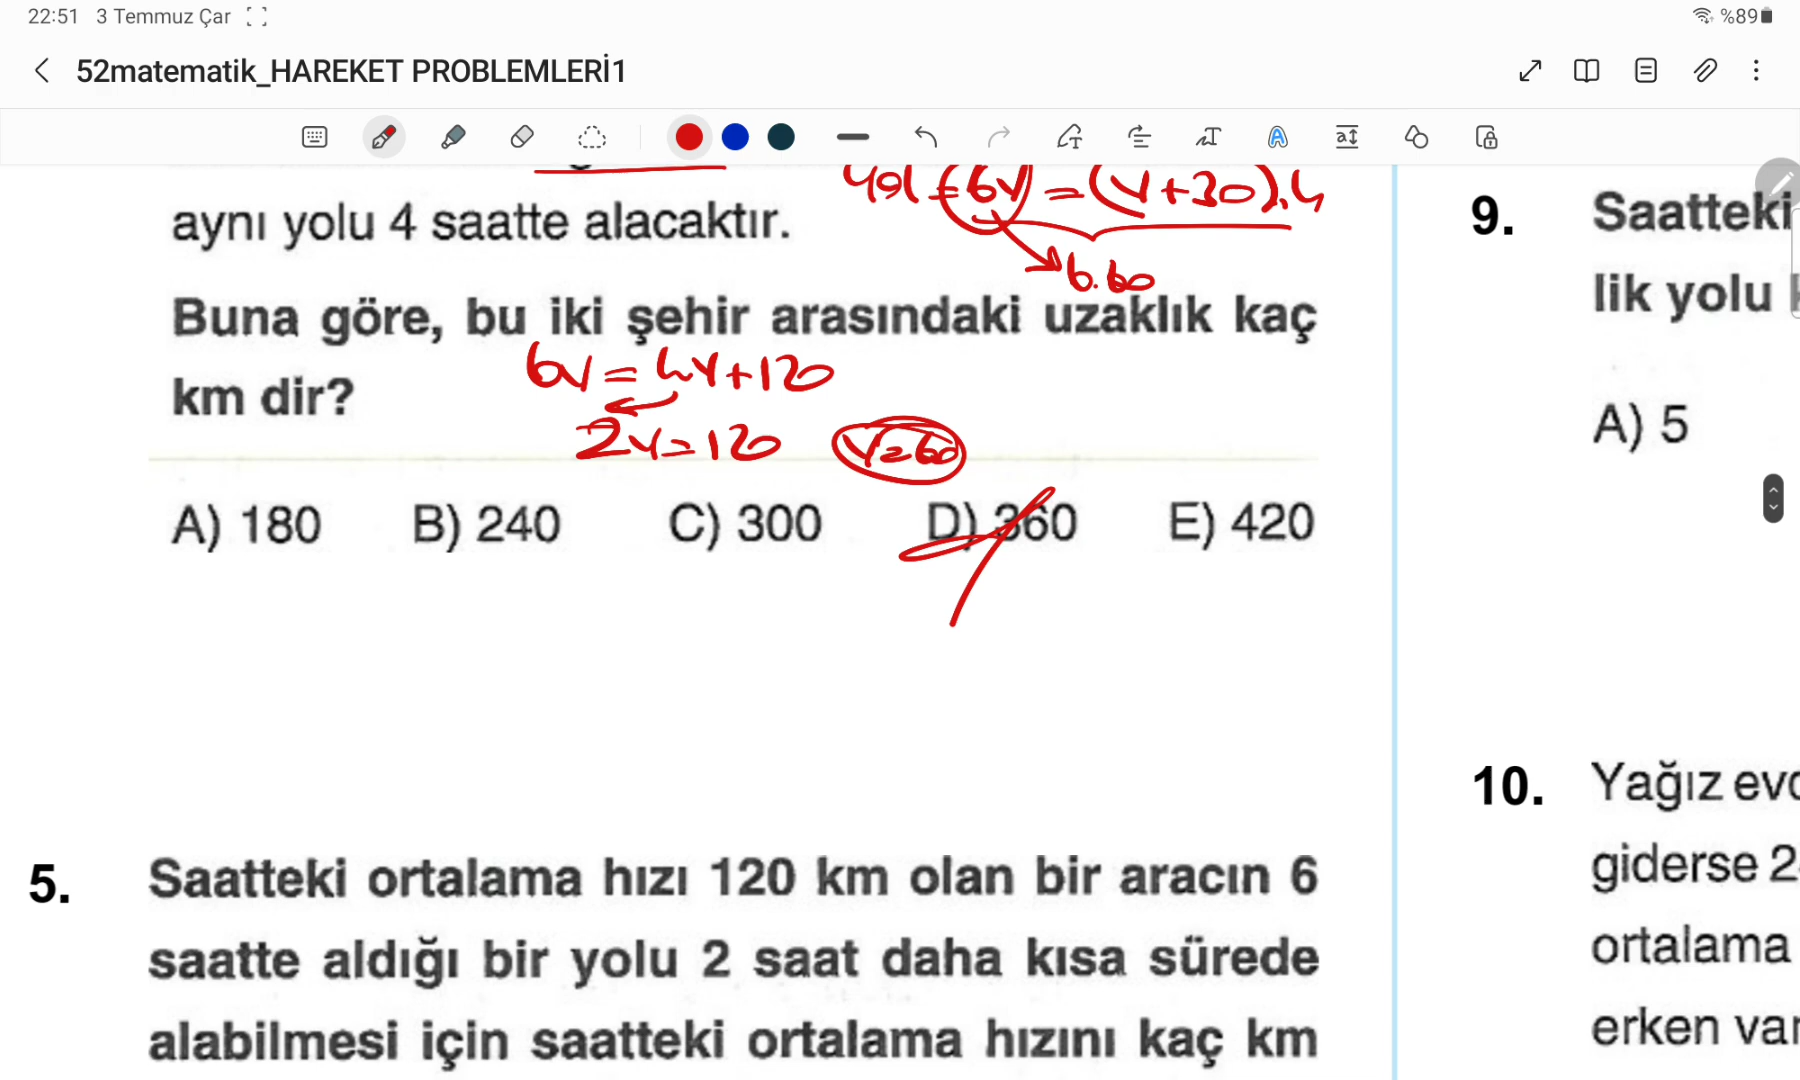 22:51 3 Temmuz Çar %89
52matematik_HAREKET PROBLEMLERİ1
yol = 6V = (V+30).4
aynı yolu 4 saatte alacaktır.
6.60
Buna göre, bu iki şehir arasındaki uzaklık kaç
6V = 4V+120
km dir?
2V=120 V=60
A) 180 B) 240 C) 300 D) 360 E) 420
5. Saatteki ortalama hızı 120 km olan bir aracın 6
saatte aldığı bir yolu 2 saat daha kısa sürede
alabilmesi için saatteki ortalama hızını kaç km
9. Saatteki
lik yolu
A) 5
10. Yağız
giderse 2
ortalama
erken